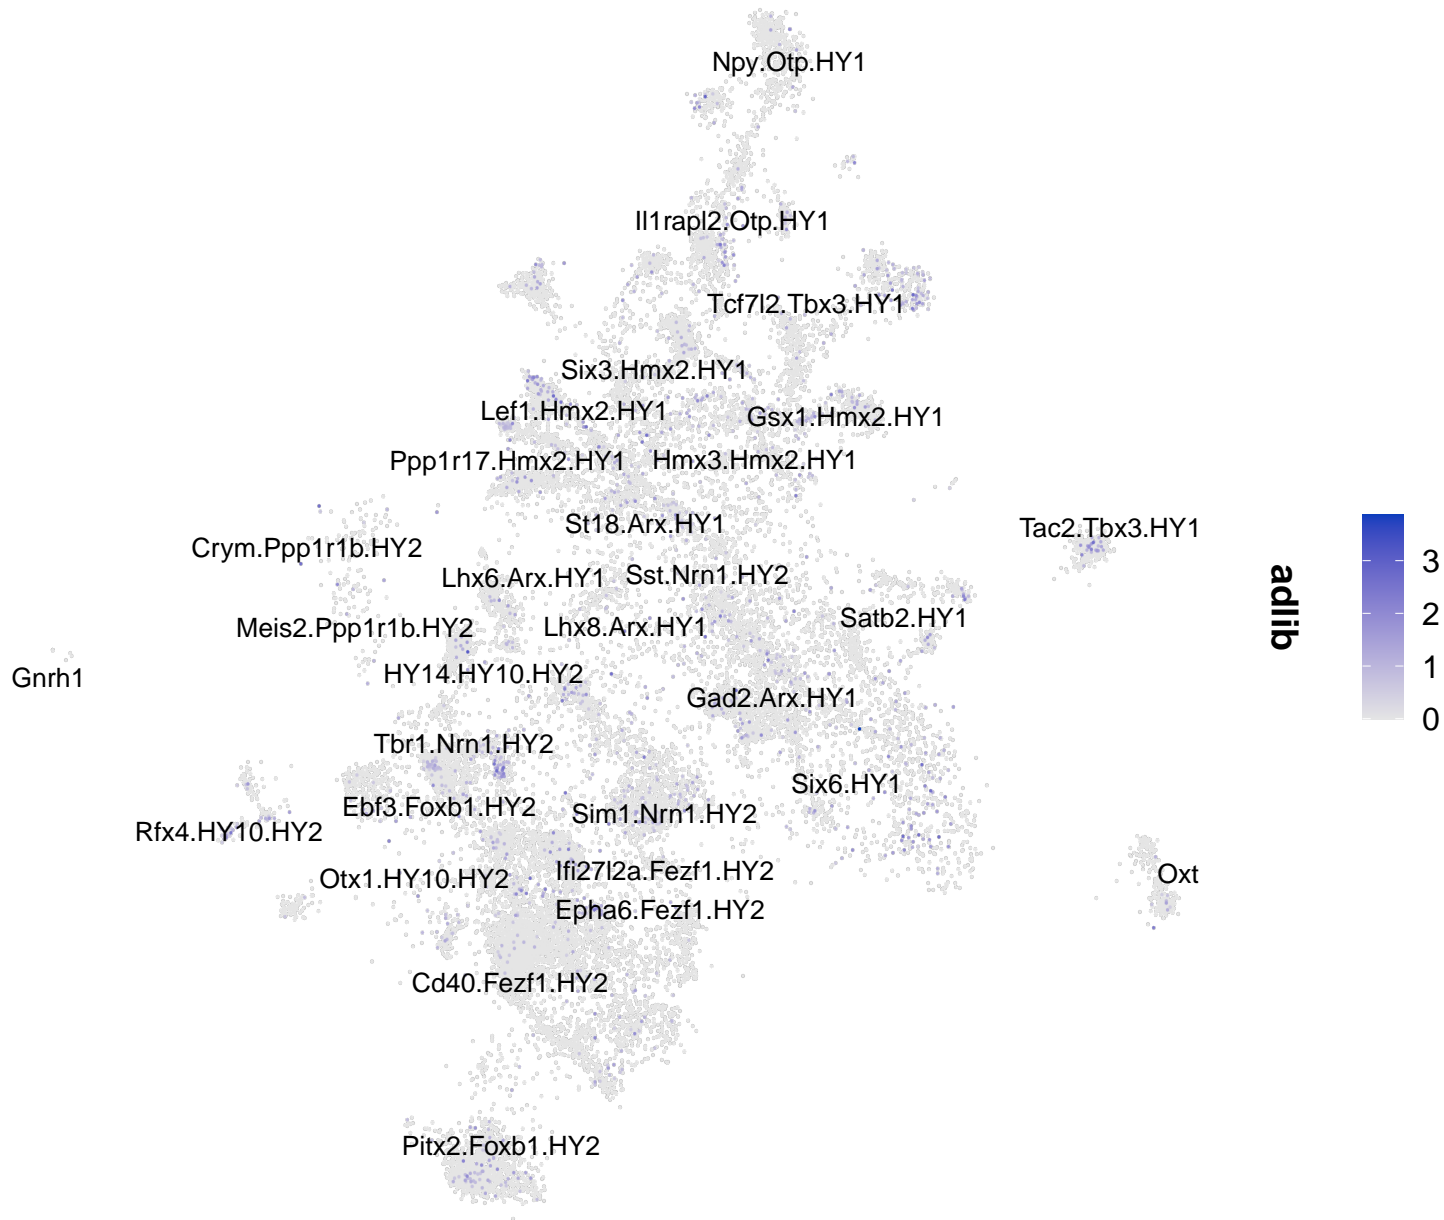 Npy.Otp.HY1
Il1rapl2.Otp.HY1
Tcf7l2.Tbx3.HY1
Six3.Hmx2.HY1
Lef1.Hmx2.HY1
Gsx1.Hmx2.HY1
Ppp1r17.Hmx2.HY1
Hmx3.Hmx2.HY1
St18.Arx.HY1
Tac2.Tbx3.HY1
Crym.Ppp1r1b.HY2
Lhx6.Arx.HY1
Sst.Nrn1.HY2
Satb2.HY1
Meis2.Ppp1r1b.HY2
Lhx8.Arx.HY1
Gnrh1
HY14.HY10.HY2
Gad2.Arx.HY1
Tbr1.Nrn1.HY2
Six6.HY1
Ebf3.Foxb1.HY2
Sim1.Nrn1.HY2
Rfx4.HY10.HY2
Otx1.HY10.HY2
Ifi27l2a.Fezf1.HY2
Oxt
Epha6.Fezf1.HY2
Cd40.Fezf1.HY2
Pitx2.Foxb1.HY2
adlib
3
2
1
0